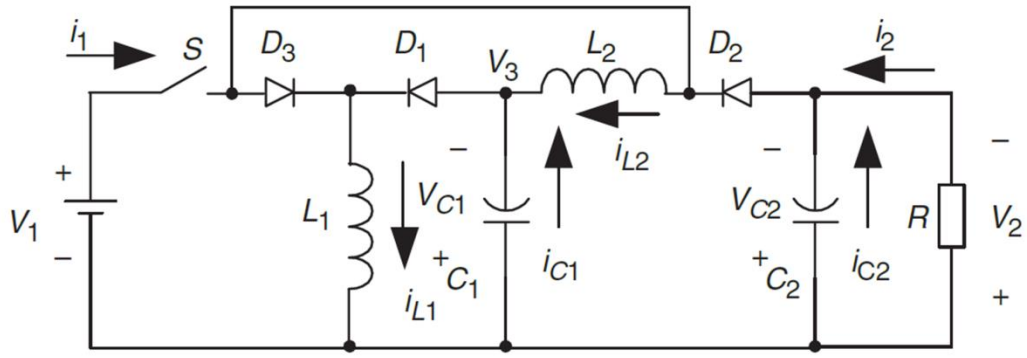 i1 S D3 D1 V3 L2 D2 i2
iL2
+ − − −
V1 L1 VC1 VC2 R V2
− + C1 iC1 + C2 iC2 +
iL1